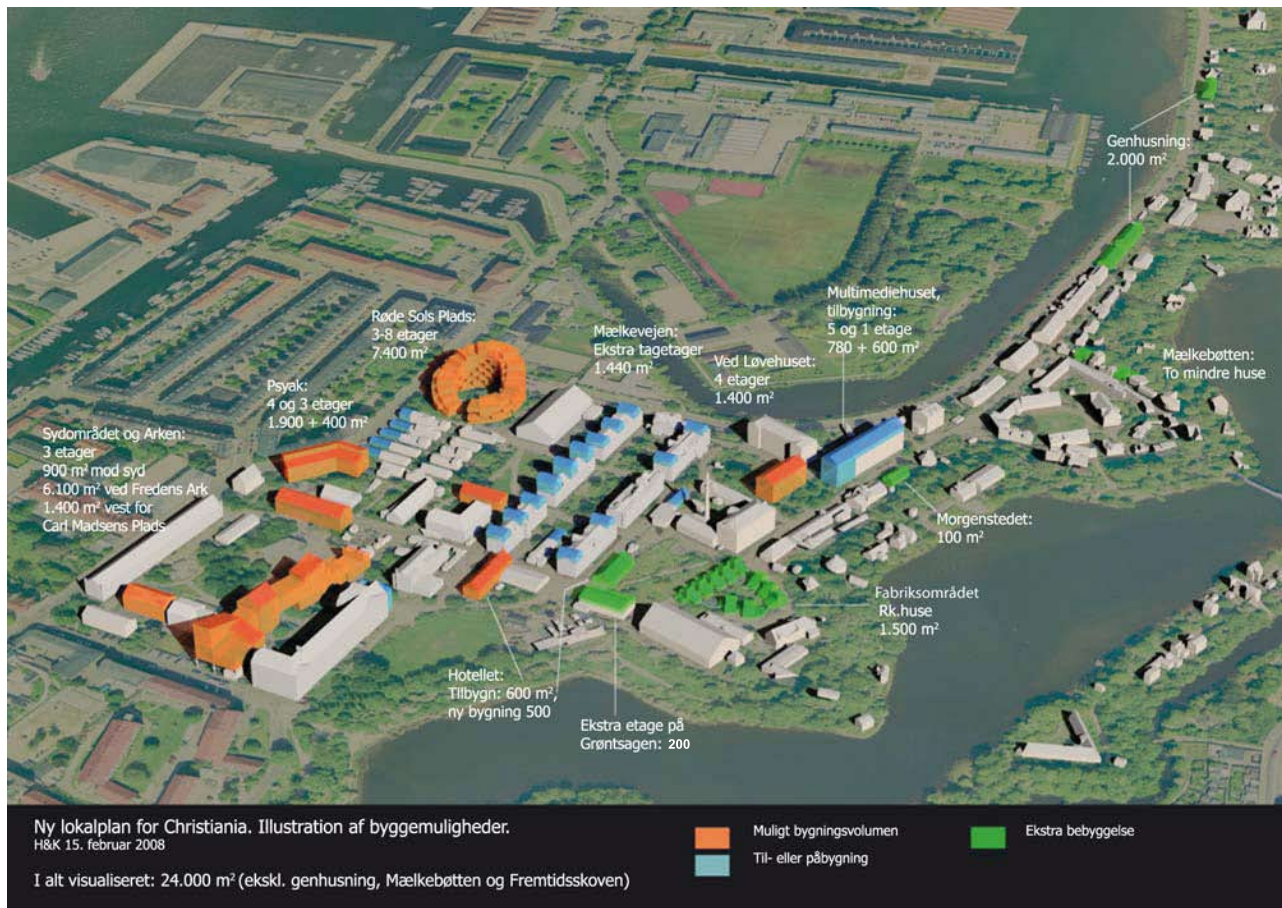 Genhusning:
2.000 m²
Røde Sols Plads:
3-8 etager
7.400 m²
Mælkevejen:
Ekstra tagetager
1.440 m²
Multimediehuset,
tilbygning:
5 og 1 etage
780 + 600 m²
Ved Løvehuset:
4 etager
1.400 m²
Mælkebøtten:
To mindre huse
Psyak:
4 og 3 etager
1.900 + 400 m²
Sydområdet og Arken:
3 etager
900 m² mod syd
6.100 m² ved Fredens Ark
1.400 m² vest for
Carl Madsens Plads
Morgenstedet:
100 m²
Fabriksområdet
Rk.huse
1.500 m²
Hotellet:
Tilbygn: 600 m²,
ny bygning 500
Ekstra etage på
Grøntsagen: 200
Ny lokalplan for Christiania. Illustration af byggemuligheder.
H&K 15. februar 2008
I alt visualiseret: 24.000 m² (ekskl. genhusning, Mælkebøtten og Fremtidsskoven)
Muligt bygningsvolumen
Til- eller påbygning
Ekstra bebyggelse